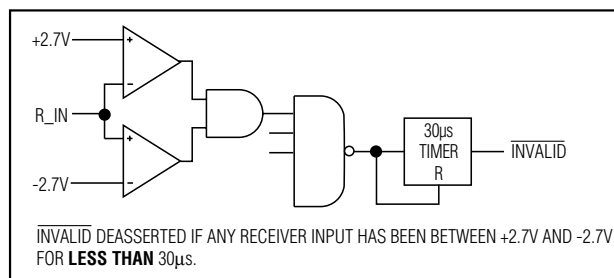 +2.7V
+
-
R_IN
+
-
-2.7V
30µs
TIMER
R
INVALID
INVALID DEASSERTED IF ANY RECEIVER INPUT HAS BEEN BETWEEN +2.7V AND -2.7V
FOR LESS THAN 30µs.